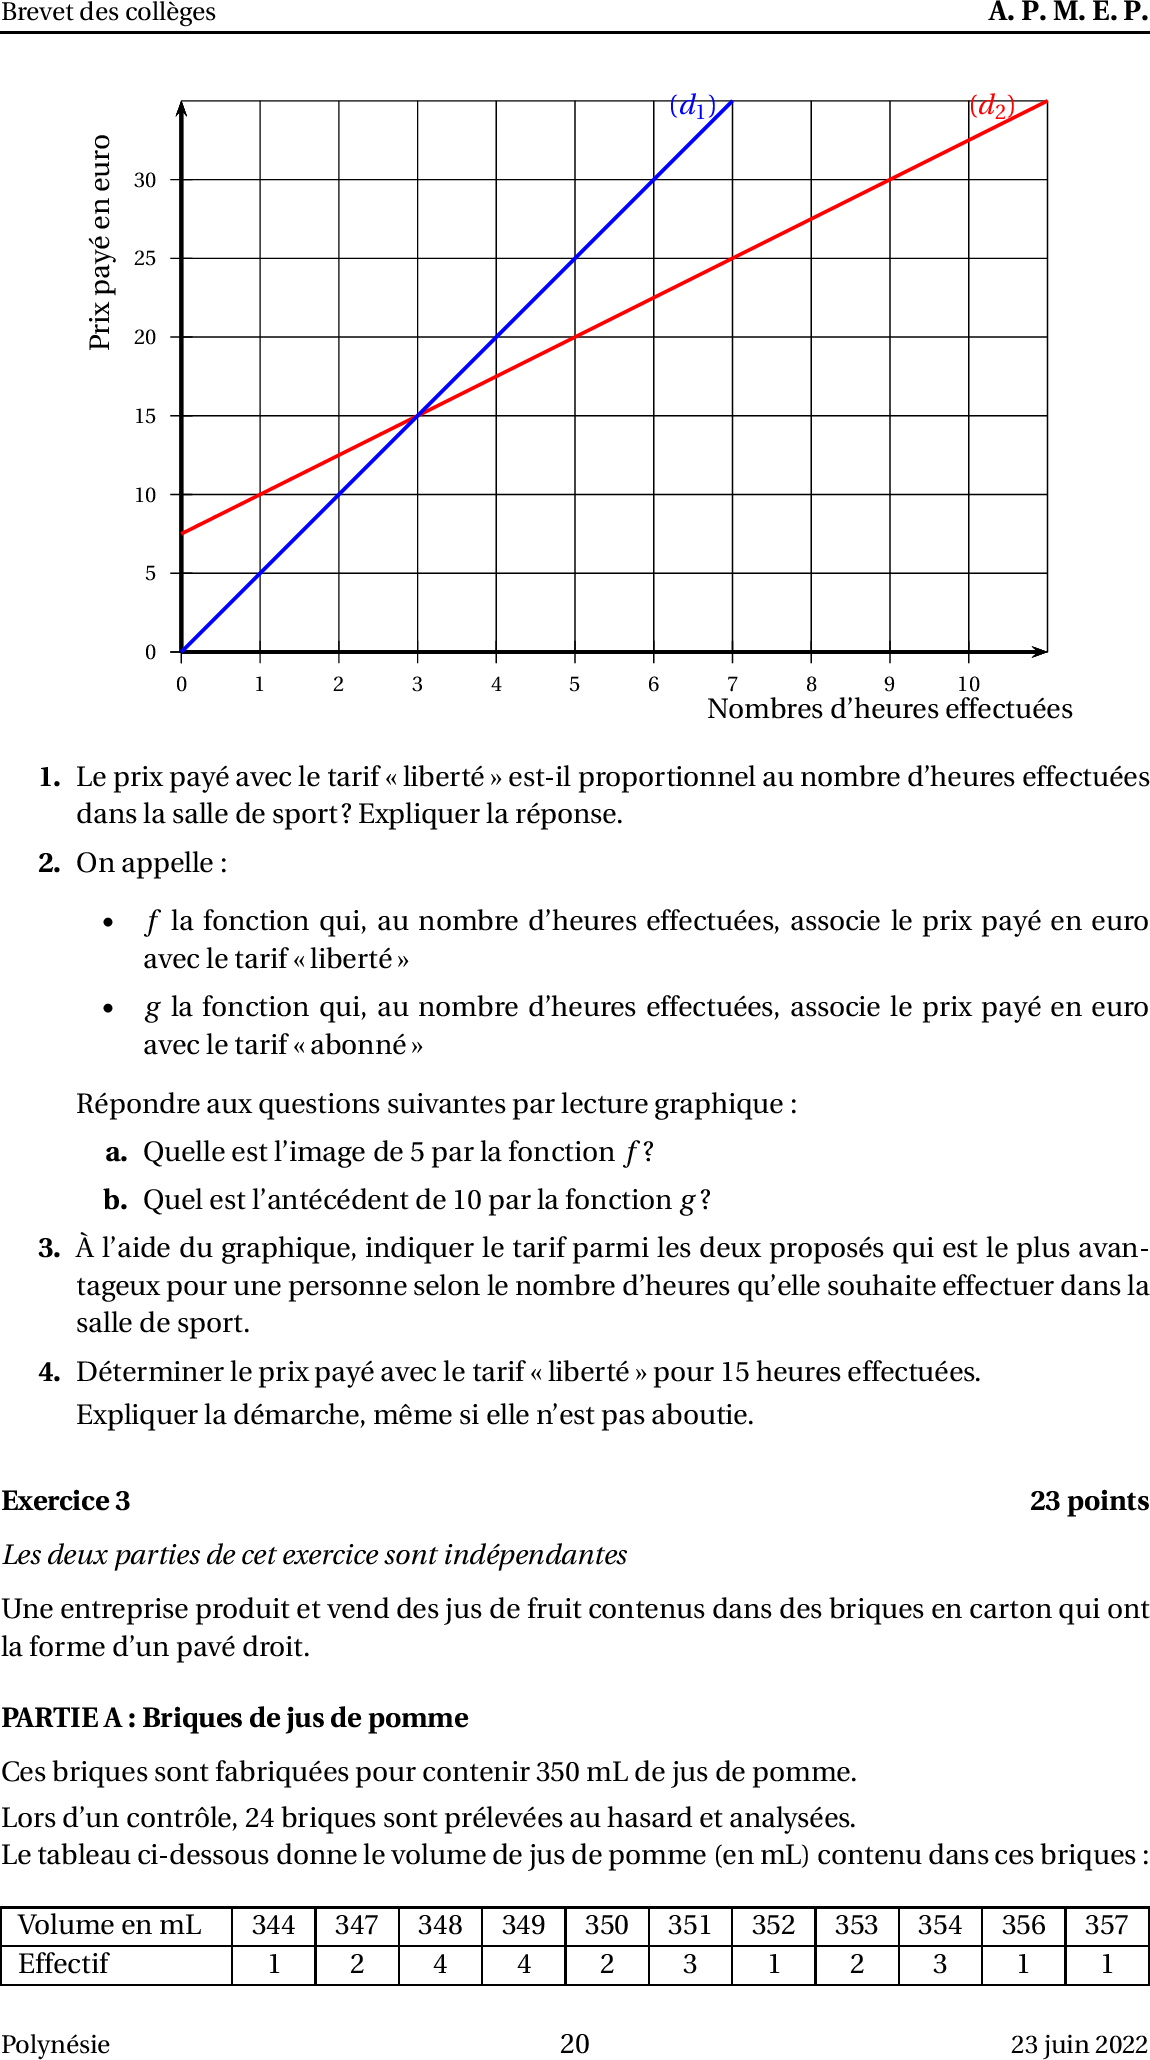 Brevet des collèges A. P. M. E. P.
(d1) (d2)
Prix payé en euro
30
25
20
15
10
5
0
0 1 2 3 4 5 6 7 8 9 10
Nombres d’heures effectuées
1. Le prix payé avec le tarif « liberté » est-il proportionnel au nombre d’heures effectuées
dans la salle de sport ? Expliquer la réponse.
2. On appelle :
• f la fonction qui, au nombre d’heures effectuées, associe le prix payé en euro
avec le tarif « liberté »
• g la fonction qui, au nombre d’heures effectuées, associe le prix payé en euro
avec le tarif « abonné »
Répondre aux questions suivantes par lecture graphique :
a. Quelle est l’image de 5 par la fonction f ?
b. Quel est l’antécédent de 10 par la fonction g ?
3. À l’aide du graphique, indiquer le tarif parmi les deux proposés qui est le plus avan-
tageux pour une personne selon le nombre d’heures qu’elle souhaite effectuer dans la
salle de sport.
4. Déterminer le prix payé avec le tarif « liberté » pour 15 heures effectuées.
Expliquer la démarche, même si elle n’est pas aboutie.
Exercice 3 23 points
Les deux parties de cet exercice sont indépendantes
Une entreprise produit et vend des jus de fruit contenus dans des briques en carton qui ont
la forme d’un pavé droit.
PARTIE A : Briques de jus de pomme
Ces briques sont fabriquées pour contenir 350 mL de jus de pomme.
Lors d’un contrôle, 24 briques sont prélevées au hasard et analysées.
Le tableau ci-dessous donne le volume de jus de pomme (en mL) contenu dans ces briques :
Volume en mL 344 347 348 349 350 351 352 353 354 356 357
Effectif 1 2 4 4 2 3 1 2 3 1 1
Polynésie 20 23 juin 2022